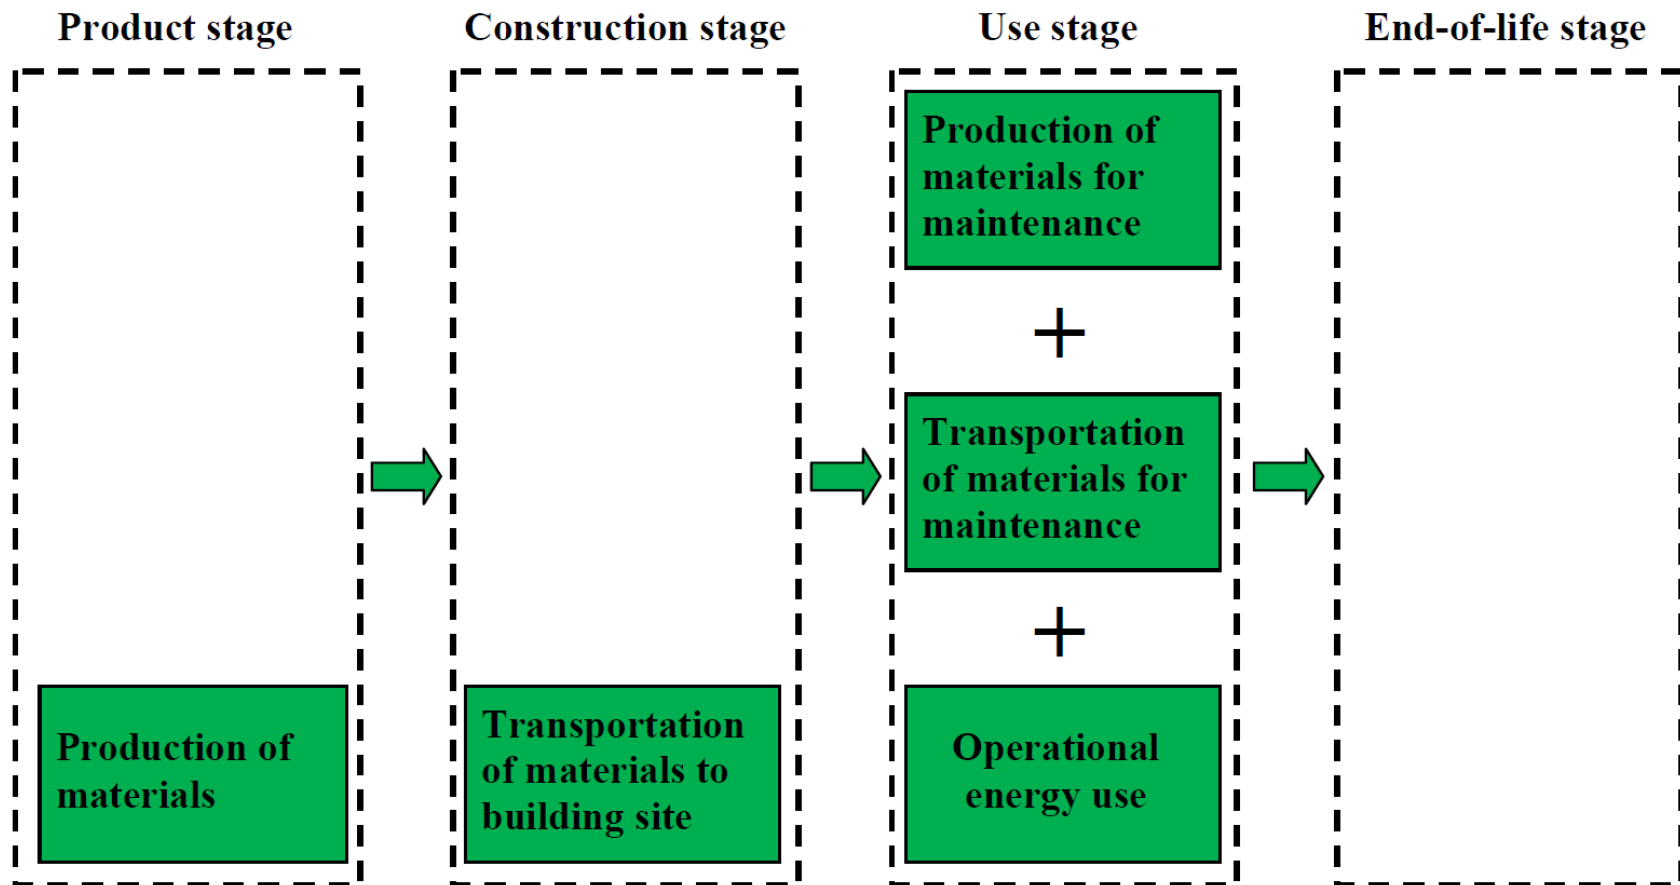 Product stage
Construction stage
Use stage
End-of-life stage
Production of
materials for
maintenance
+
Transportation
of materials for
maintenance
+
Production of
materials
Transportation
of materials to
building site
Operational
energy use